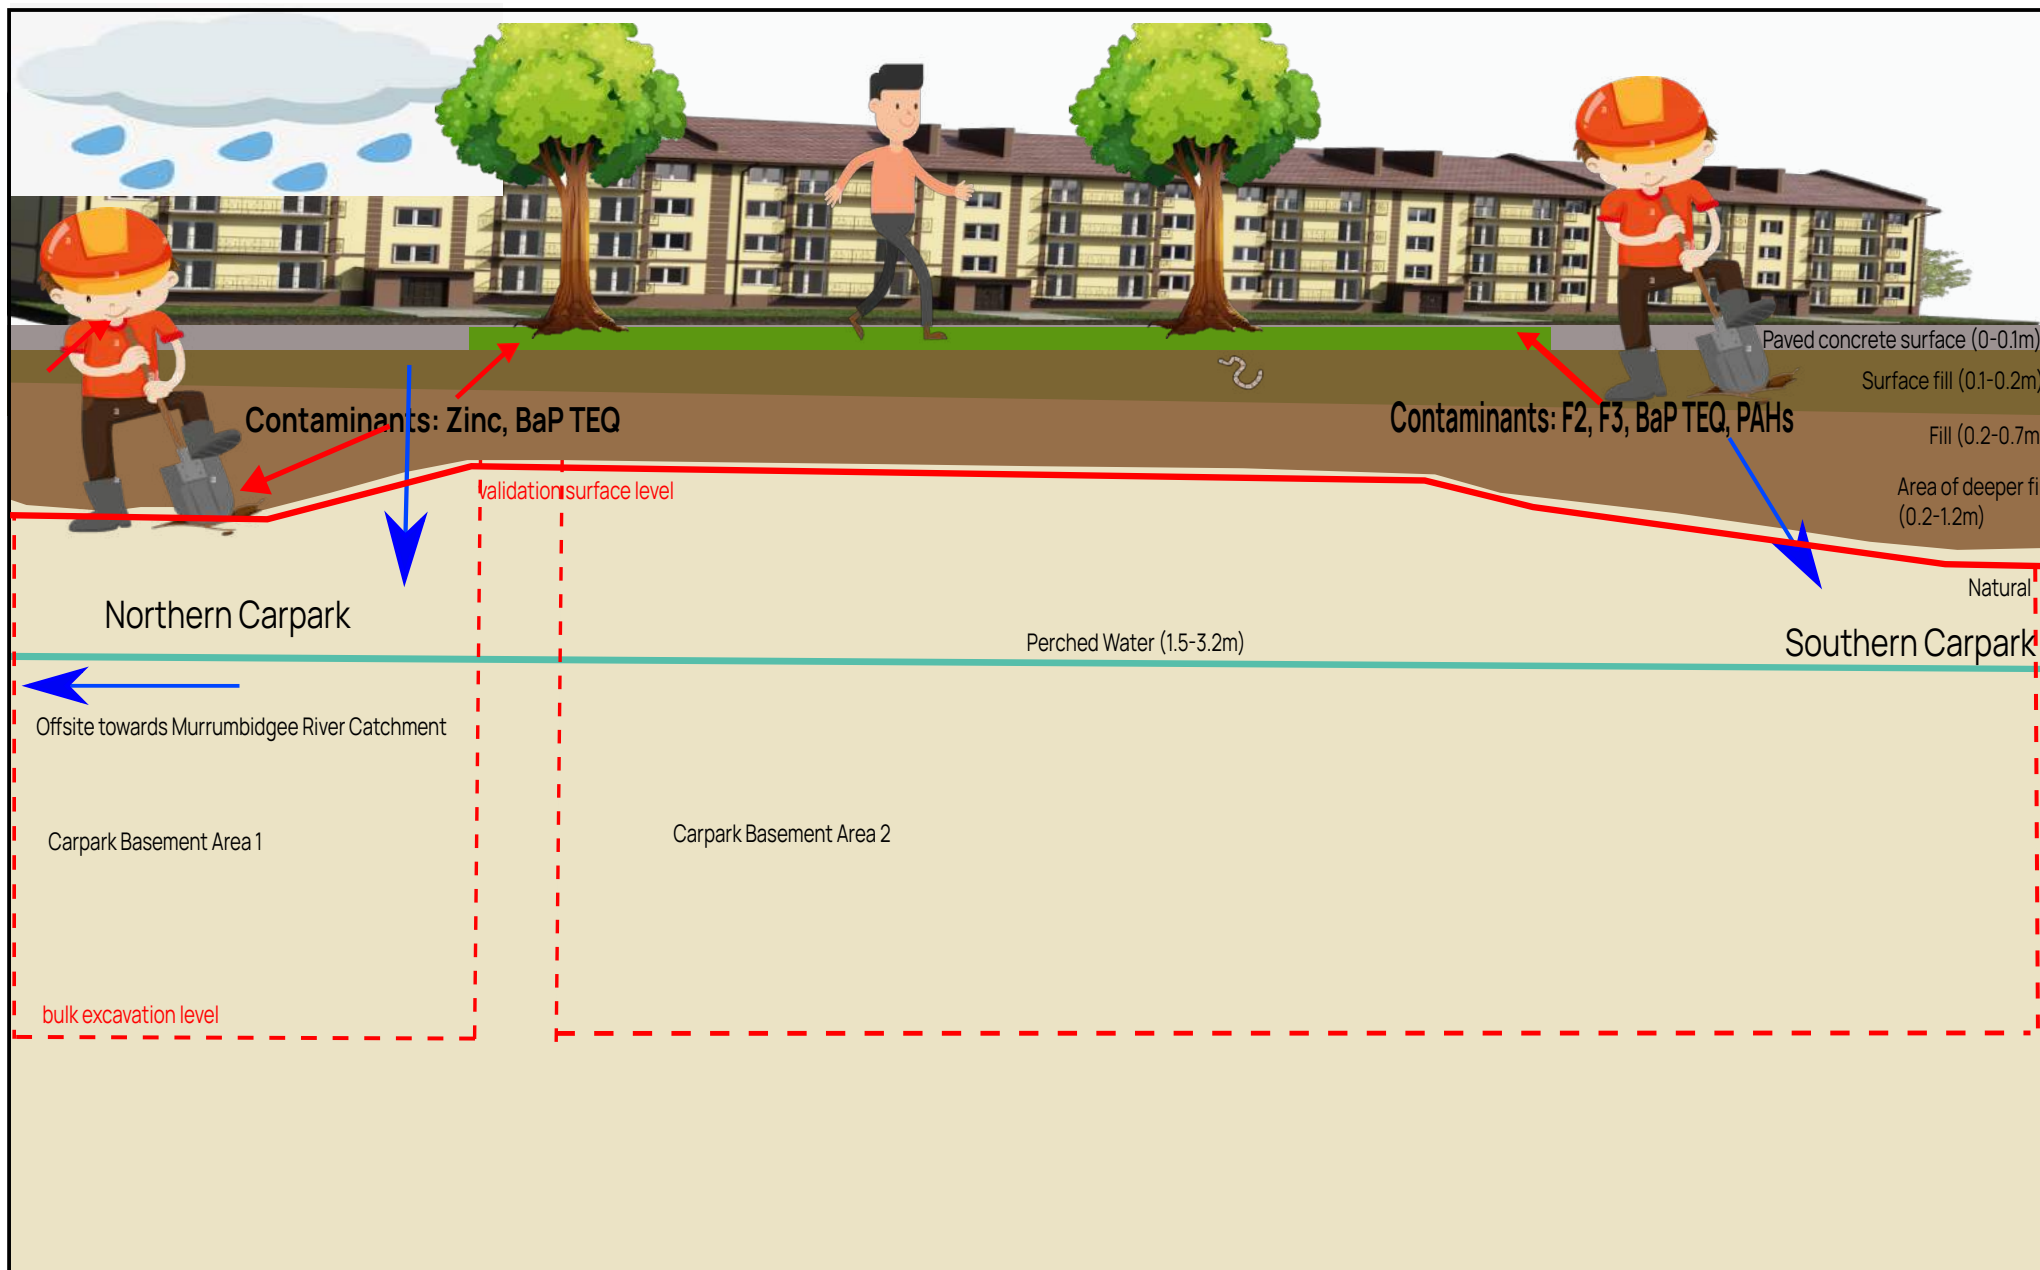 Paved concrete surface (0-0.1m)
Surface fill (0.1-0.2m)
Contaminants: Zinc, BaP TEQ
Contaminants: F2, F3, BaP TEQ, PAHs
Fill (0.2-0.7m
validation surface level
Area of deeper fi
(0.2-1.2m)
Natural
Northern Carpark
Perched Water (1.5-3.2m)
Southern Carpark
Offsite towards Murrumbidgee River Catchment
Carpark Basement Area 1
Carpark Basement Area 2
bulk excavation level